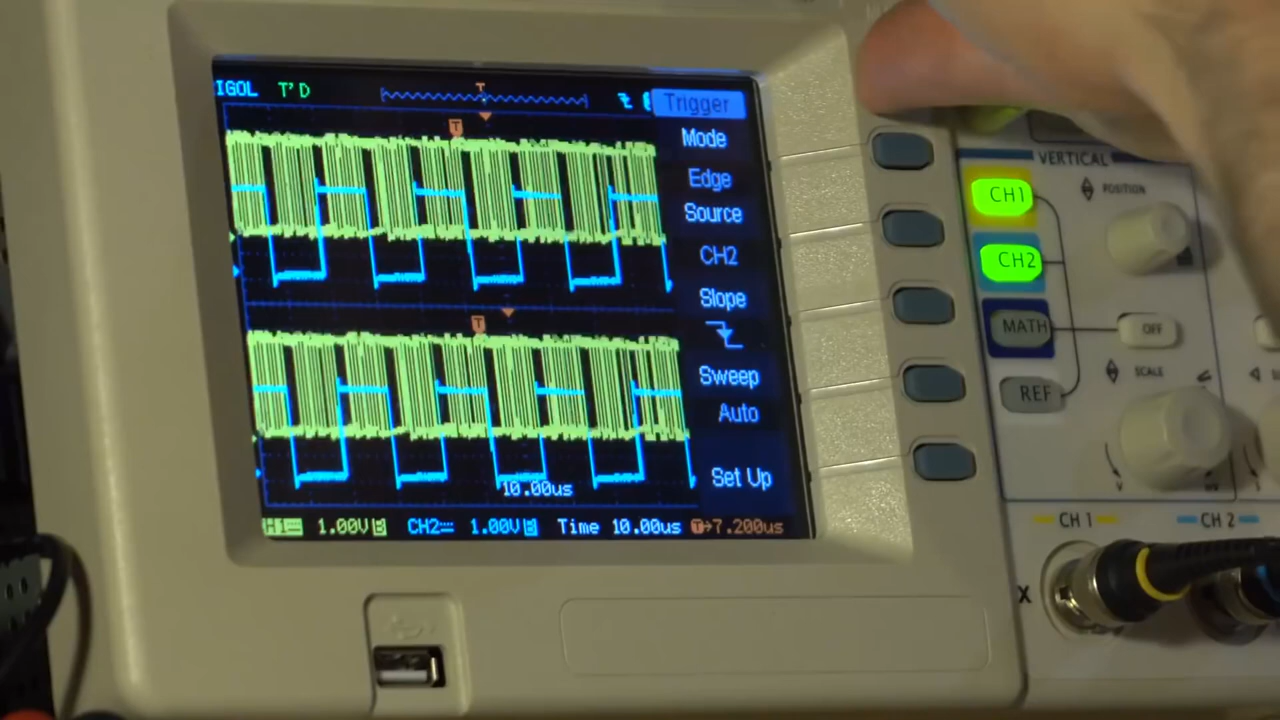 IGOL T'D T
Trigger
Mode
Edge
Source
CH2
Slope
Sweep
Auto
Set Up
T
T
10.00us
H1 1.00V B CH2 1.00V B Time 10.00us T→7.200us
VERTICAL
CH1
POSITION
CH2
MATH
OFF
SCALE
REF
CH 1
CH 2
X